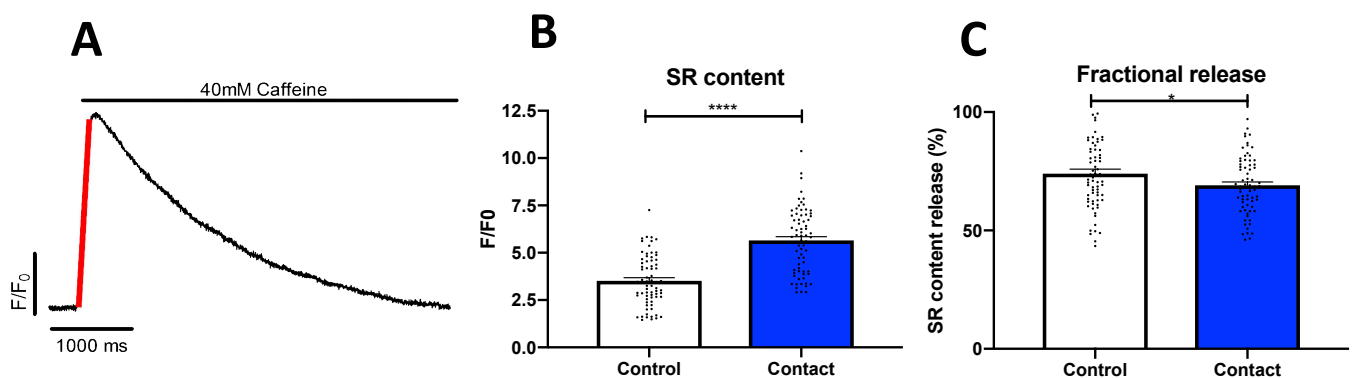 A
40mM Caffeine
F/F0
1000 ms
B
SR content
****
12.5
10.0
7.5
5.0
2.5
0.0
F/F0
Control
Contact
C
Fractional release
*
100
50
0
SR content release (%)
Control
Contact